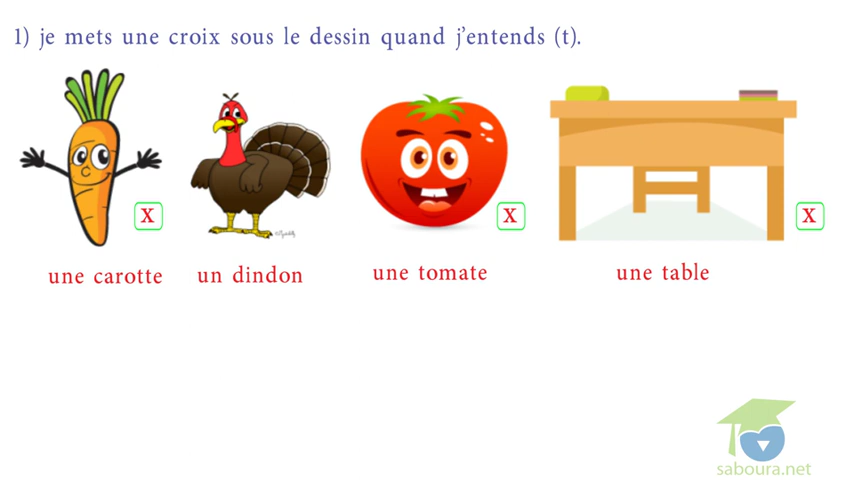 1) je mets une croix sous le dessin quand j'entends (t).
X X X
une carotte un dindon une tomate une table
saboura.net